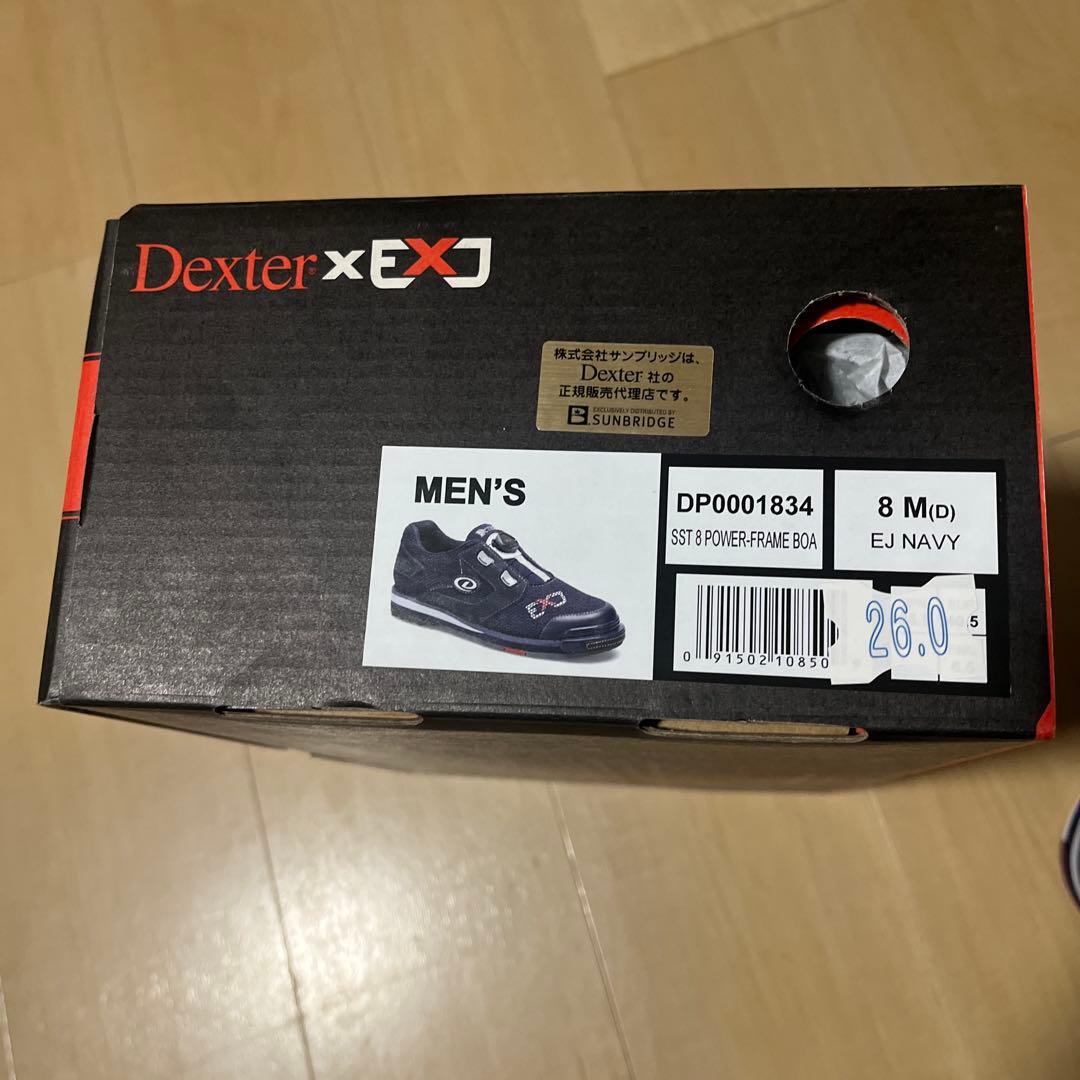 Dexter® x EXJ
株式会社サンブリッジは、
Dexter 社の
正規販売代理店です。
B. EXCLUSIVELY DISTRIBUTED BY
SUNBRIDGE
MEN'S
EXJ
DP0001834
SST 8 POWER-FRAME BOA
8 M(D)
EJ NAVY
26.0
5
0 91502 10850